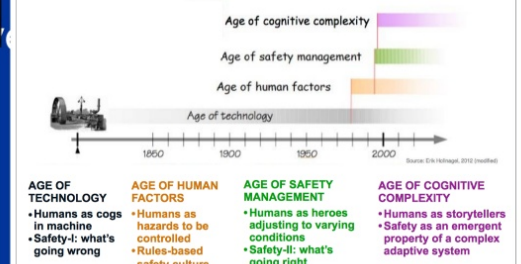 Age of cognitive complexity
Age of safety management
Age of human factors
Age of technology
1850
1900
1950
2000
Source: Erik Hollnagel, 2012 (modified)
AGE OF
TECHNOLOGY
•Humans as cogs
in machine
•Safety-I: what's
going wrong
AGE OF HUMAN
FACTORS
•Humans as
hazards to be
controlled
•Rules-based
safety culture
AGE OF SAFETY
MANAGEMENT
•Humans as heroes
adjusting to varying
conditions
•Safety-II: what's
going right
AGE OF COGNITIVE
COMPLEXITY
•Humans as storytellers
•Safety as an emergent
property of a complex
adaptive system